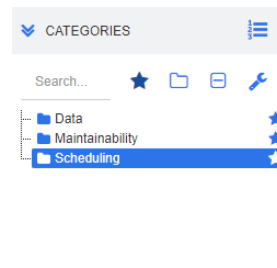 CATEGORIES
Search...
Data
Maintainability
Scheduling